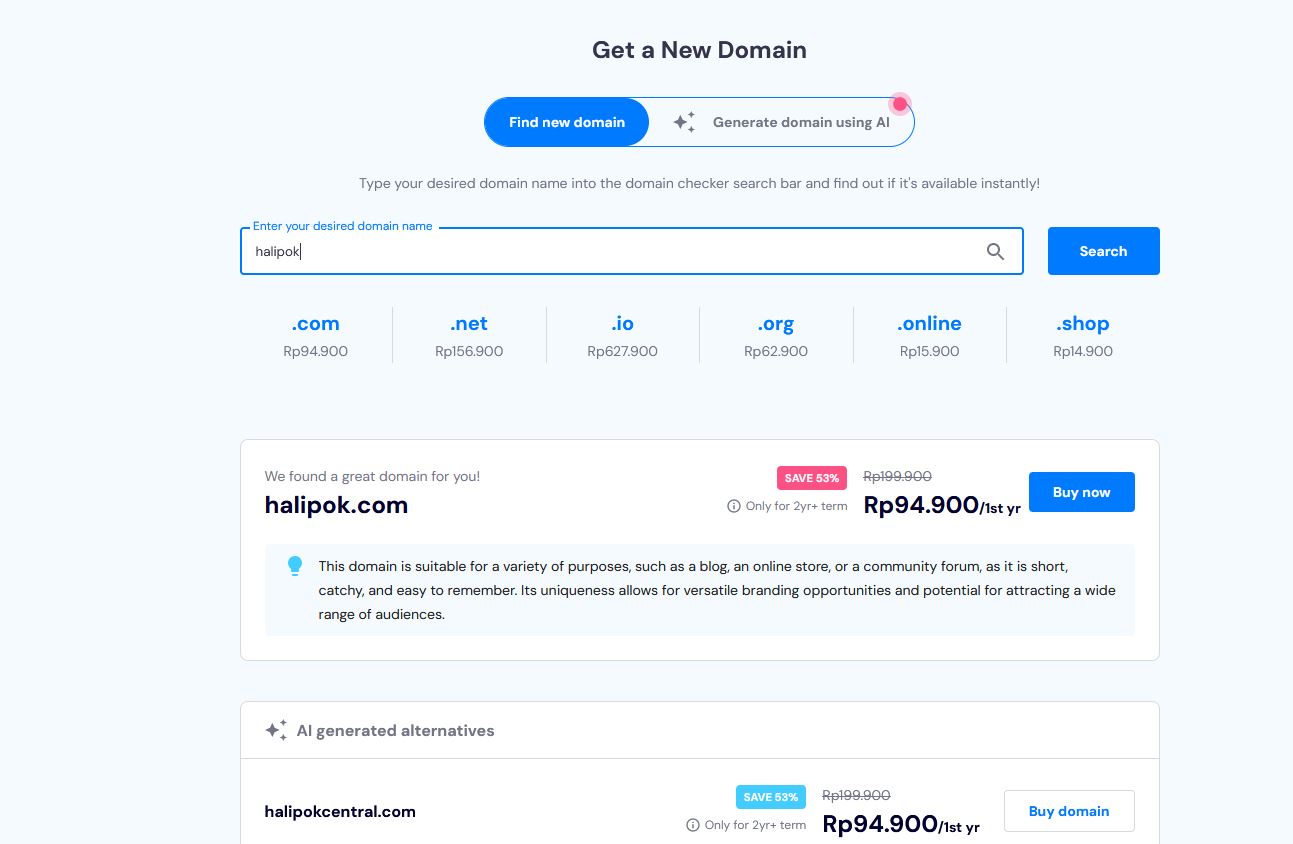 Get a New Domain
Find new domain
Generate domain using AI
Type your desired domain name into the domain checker search bar and find out if it's available instantly!
Enter your desired domain name
halipok
Search
.com
.net
.io
.org
.online
.shop
Rp94.900
Rp156.900
Rp627.900
Rp62.900
Rp15.900
Rp14.900
We found a great domain for you!
halipok.com
SAVE 53%
Rp199.900
Only for 2yr+ term
Rp94.900/1st yr
Buy now
This domain is suitable for a variety of purposes, such as a blog, an online store, or a community forum, as it is short,
catchy, and easy to remember. Its uniqueness allows for versatile branding opportunities and potential for attracting a wide
range of audiences.
AI generated alternatives
halipokcentral.com
SAVE 53%
Rp199.900
Only for 2yr+ term
Rp94.900/1st yr
Buy domain